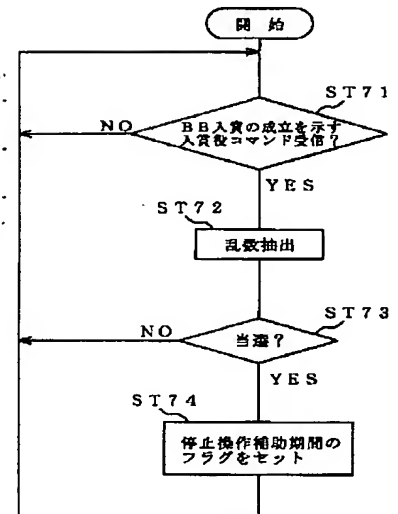 開 始
ST71
BB入賞の成立を示す
入賞役コマンド受信?
NO
YES
ST72
乱数抽出
ST73
当選?
NO
YES
ST74
停止操作補助期間の
フラグをセット